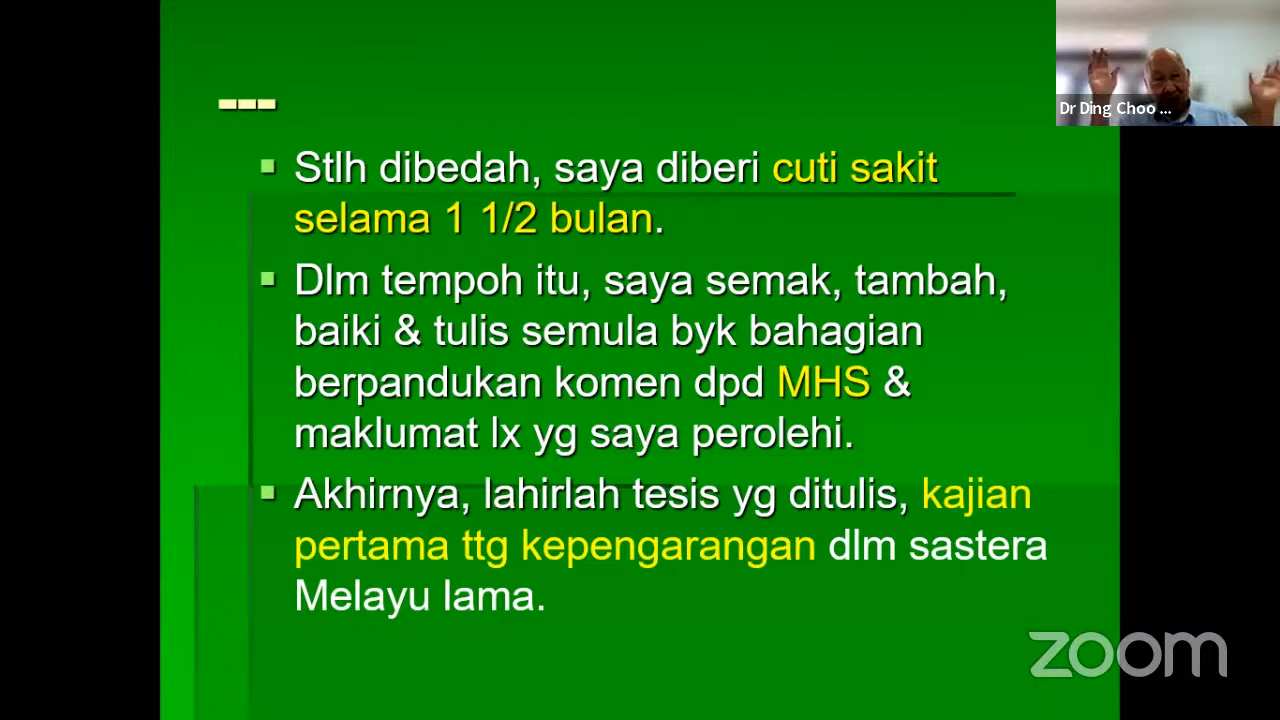 Dr Ding Choo ...
---
Stlh dibedah, saya diberi cuti sakit
selama 1 1/2 bulan.
Dlm tempoh itu, saya semak, tambah,
baiki & tulis semula byk bahagian
berpandukan komen dpd MHS &
maklumat lx yg saya perolehi.
Akhirnya, lahirlah tesis yg ditulis, kajian
pertama ttg kepengarangan dlm sastera
Melayu lama.
zoom